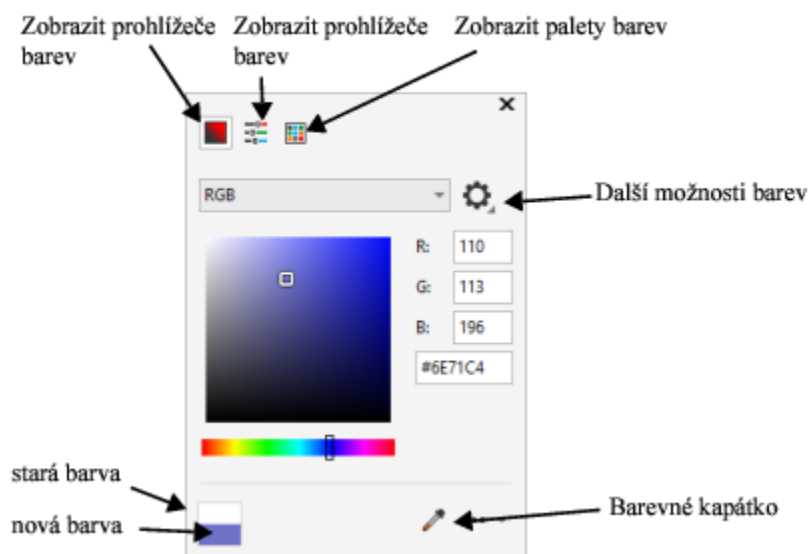 Zobrazit prohlížeče
barev
Zobrazit prohlížeče
barev
Zobrazit palety barev
RGB
Další možnosti barev
R: 110
G: 113
B: 196
#6E71C4
stará barva
nová barva
Barevné kapátko